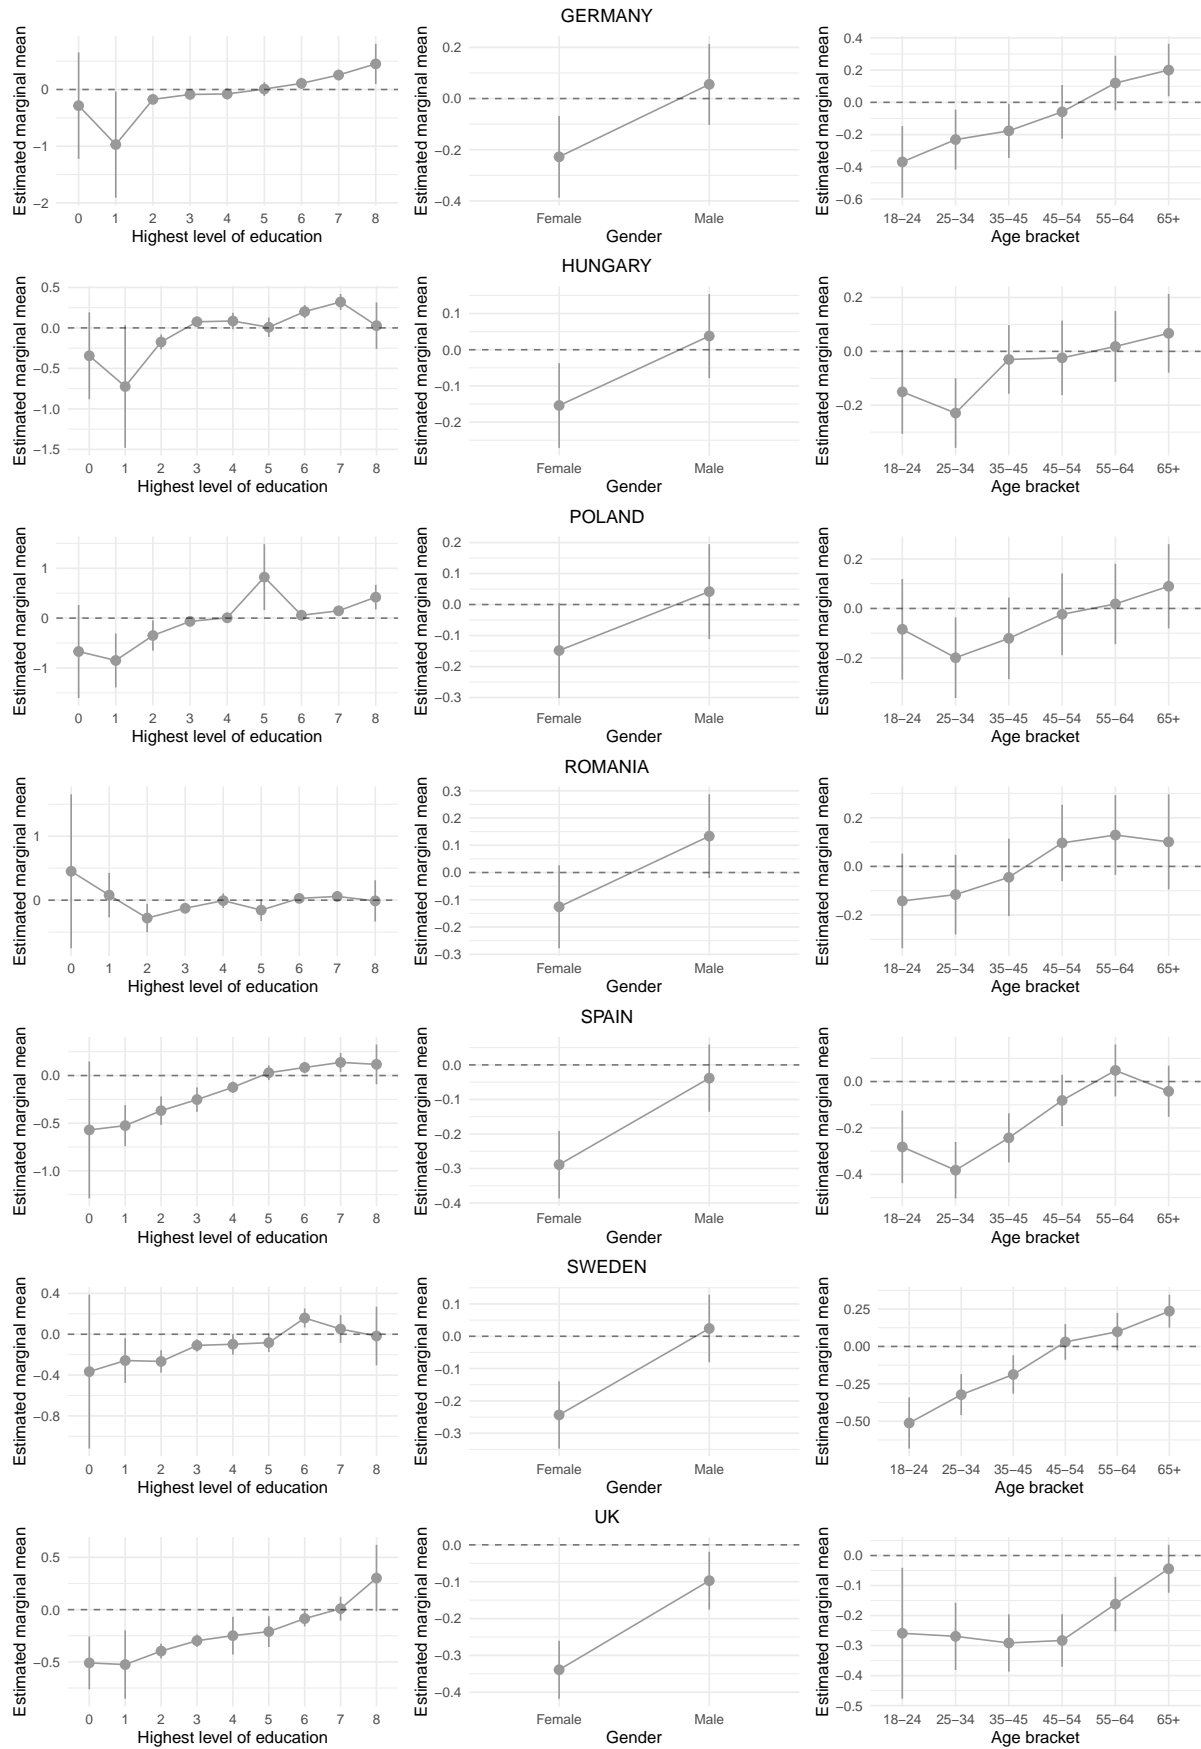 GERMANY
Estimated marginal mean
0
−1
−2
0 1 2 3 4 5 6 7 8
Highest level of education
Estimated marginal mean
0.2
0.0
−0.2
−0.4
Female Male
Gender
Estimated marginal mean
0.4
0.2
0.0
−0.2
−0.4
−0.6
18−24 25−34 35−45 45−54 55−64 65+
Age bracket
HUNGARY
Estimated marginal mean
0.5
0.0
−0.5
−1.0
−1.5
0 1 2 3 4 5 6 7 8
Highest level of education
Estimated marginal mean
0.1
0.0
−0.1
−0.2
Female Male
Gender
Estimated marginal mean
0.2
0.0
−0.2
18−24 25−34 35−45 45−54 55−64 65+
Age bracket
POLAND
Estimated marginal mean
1
0
−1
0 1 2 3 4 5 6 7 8
Highest level of education
Estimated marginal mean
0.2
0.1
0.0
−0.1
−0.2
−0.3
Female Male
Gender
Estimated marginal mean
0.2
0.0
−0.2
18−24 25−34 35−45 45−54 55−64 65+
Age bracket
ROMANIA
Estimated marginal mean
1
0
0 1 2 3 4 5 6 7 8
Highest level of education
Estimated marginal mean
0.3
0.2
0.1
0.0
−0.1
−0.2
−0.3
Female Male
Gender
Estimated marginal mean
0.2
0.0
−0.2
18−24 25−34 35−45 45−54 55−64 65+
Age bracket
SPAIN
Estimated marginal mean
0.0
−0.5
−1.0
0 1 2 3 4 5 6 7 8
Highest level of education
Estimated marginal mean
0.0
−0.1
−0.2
−0.3
−0.4
Female Male
Gender
Estimated marginal mean
0.0
−0.2
−0.4
18−24 25−34 35−45 45−54 55−64 65+
Age bracket
SWEDEN
Estimated marginal mean
0.4
0.0
−0.4
−0.8
0 1 2 3 4 5 6 7 8
Highest level of education
Estimated marginal mean
0.1
0.0
−0.1
−0.2
−0.3
Female Male
Gender
Estimated marginal mean
0.25
0.00
−0.25
−0.50
18−24 25−34 35−45 45−54 55−64 65+
Age bracket
UK
Estimated marginal mean
0.5
0.0
−0.5
0 1 2 3 4 5 6 7 8
Highest level of education
Estimated marginal mean
0.0
−0.1
−0.2
−0.3
−0.4
Female Male
Gender
Estimated marginal mean
0.0
−0.1
−0.2
−0.3
−0.4
−0.5
18−24 25−34 35−45 45−54 55−64 65+
Age bracket